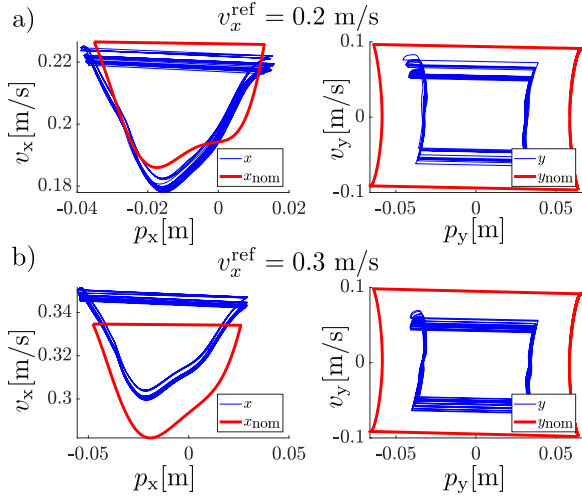 a) v_x^ref = 0.2 m/s
v_x[m/s]
0.22
0.2
0.18
-0.04 -0.02 0 0.02
p_x[m]
x
x_nom
v_y[m/s]
0.1
0
-0.1
-0.05 0 0.05
p_y[m]
y
y_nom
b) v_x^ref = 0.3 m/s
v_x[m/s]
0.34
0.32
0.3
-0.05 0 0.05
p_x[m]
x
x_nom
v_y[m/s]
0.1
0
-0.1
-0.05 0 0.05
p_y[m]
y
y_nom